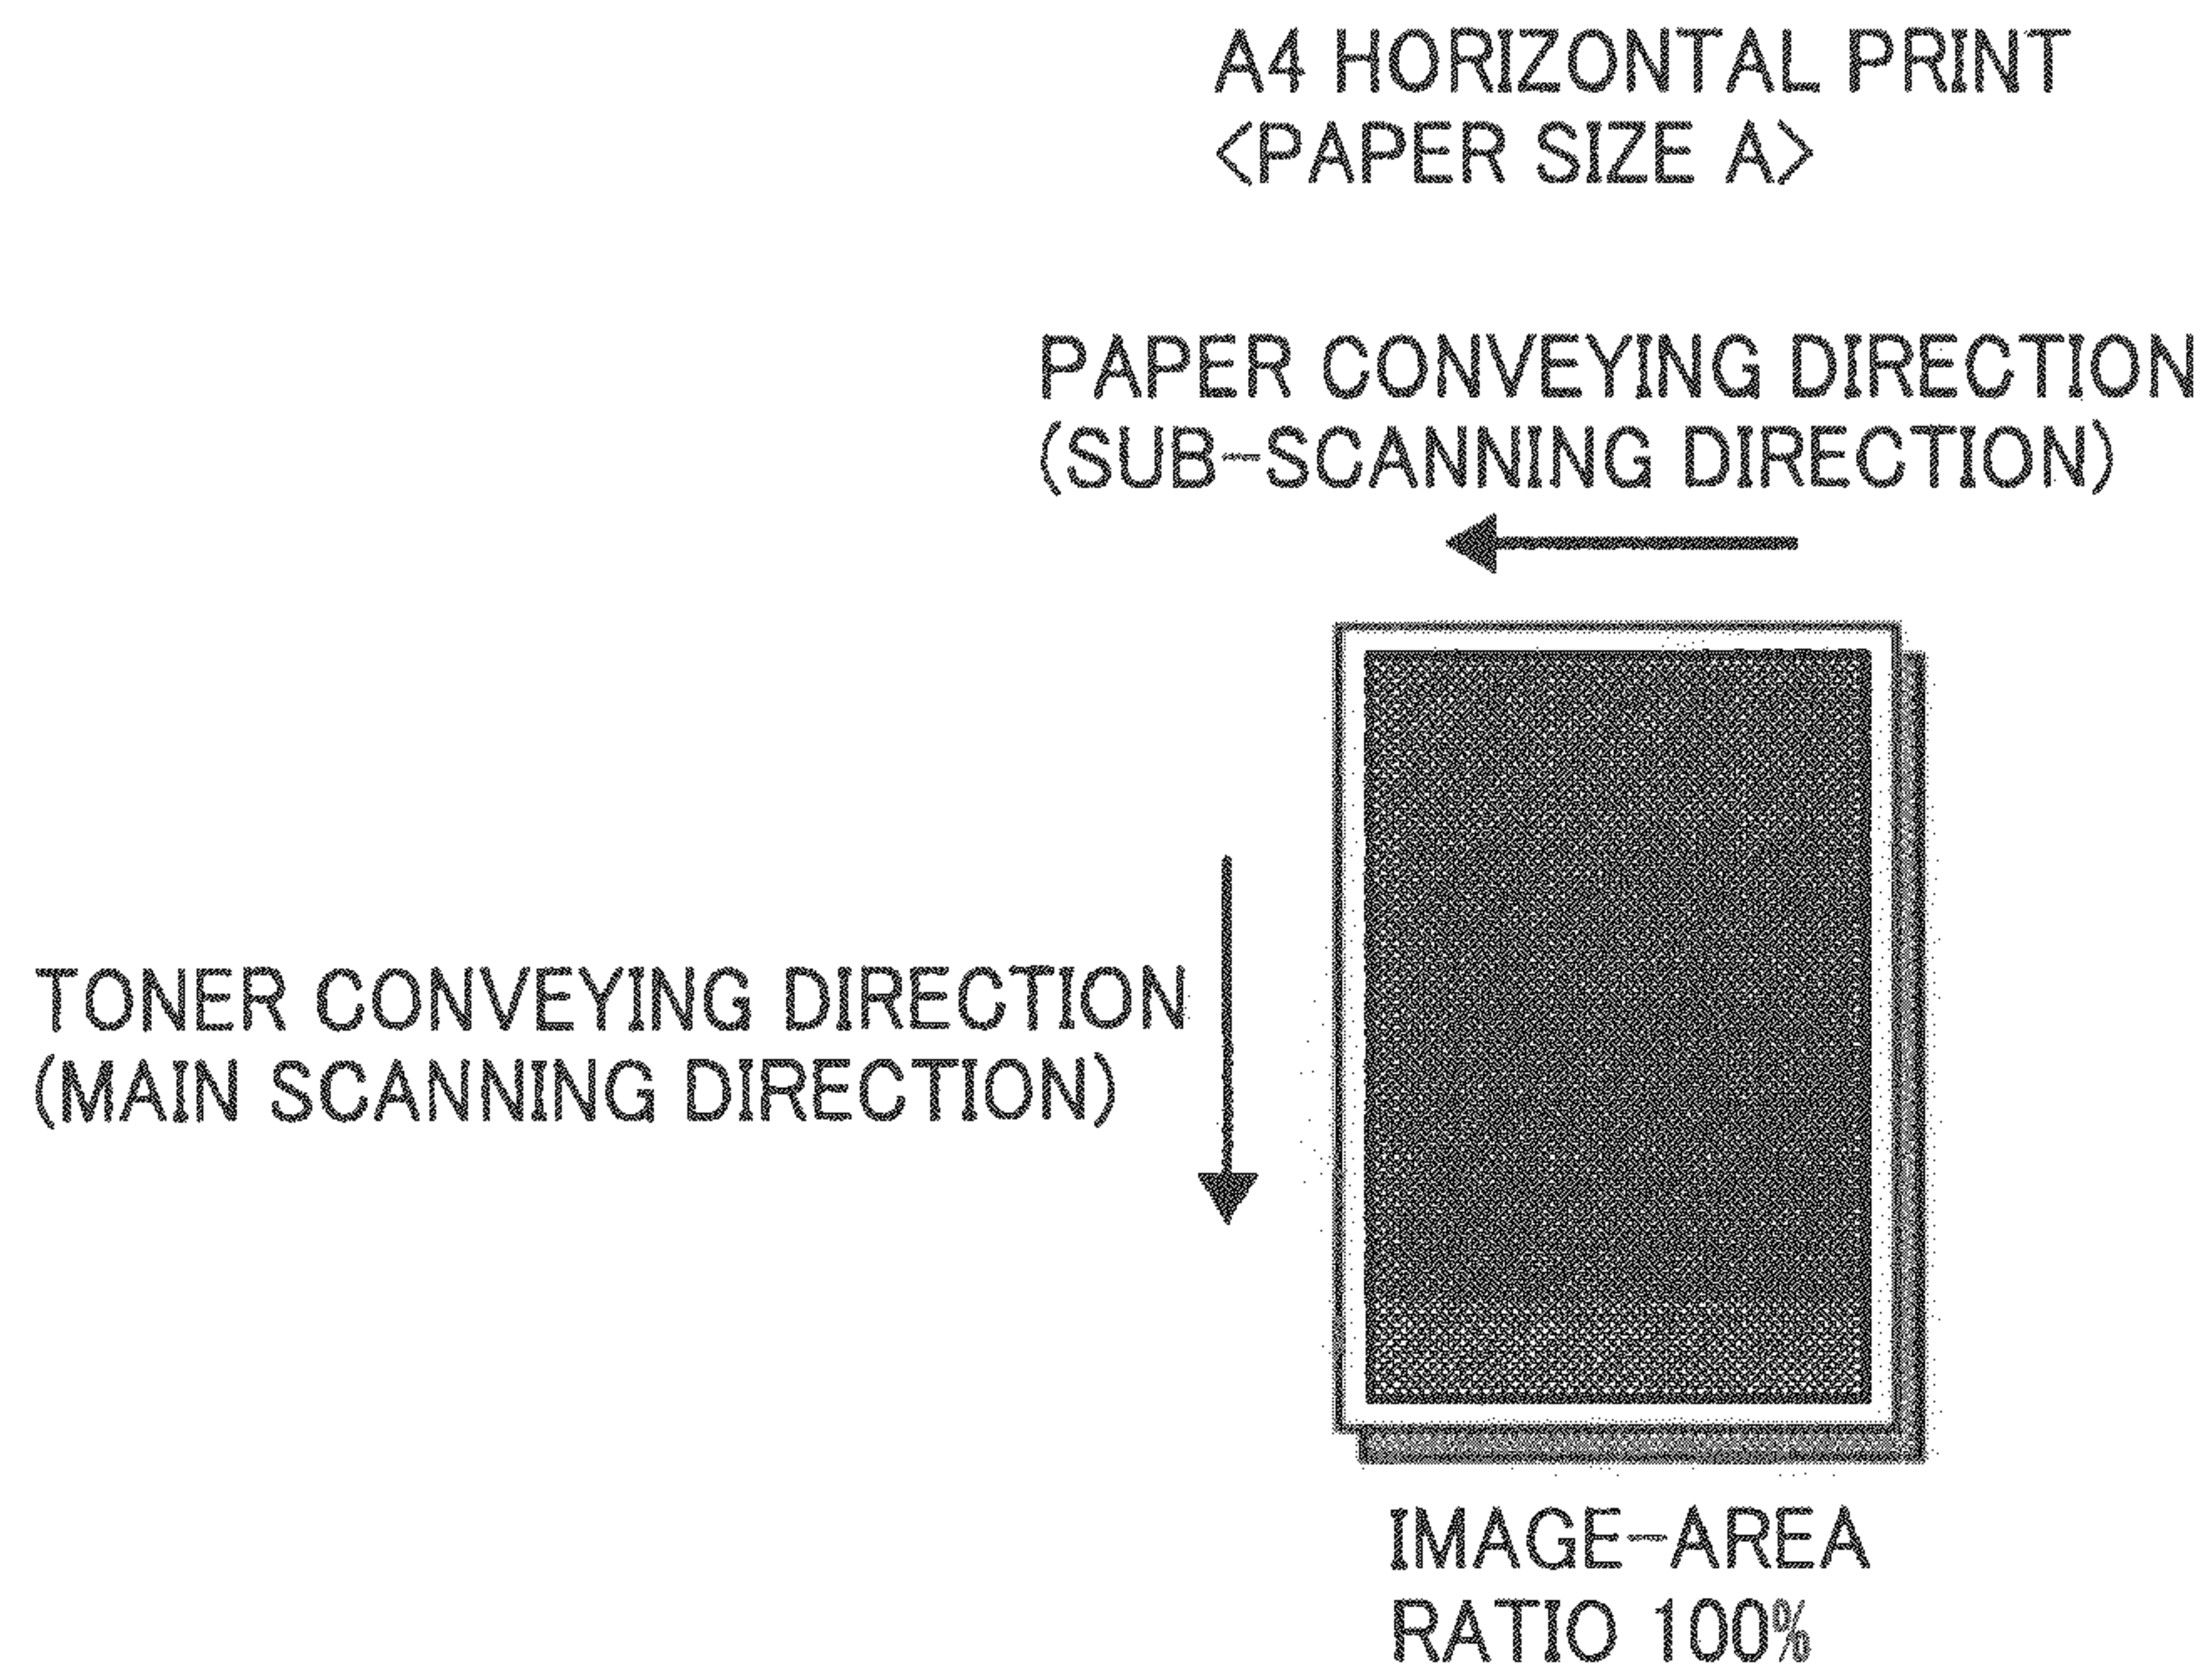 A4 HORIZONTAL PRINT
<PAPER SIZE A>
PAPER CONVEYING DIRECTION
(SUB-SCANNING DIRECTION)
TONER CONVEYING DIRECTION
(MAIN SCANNING DIRECTION)
IMAGE-AREA
RATIO 100%